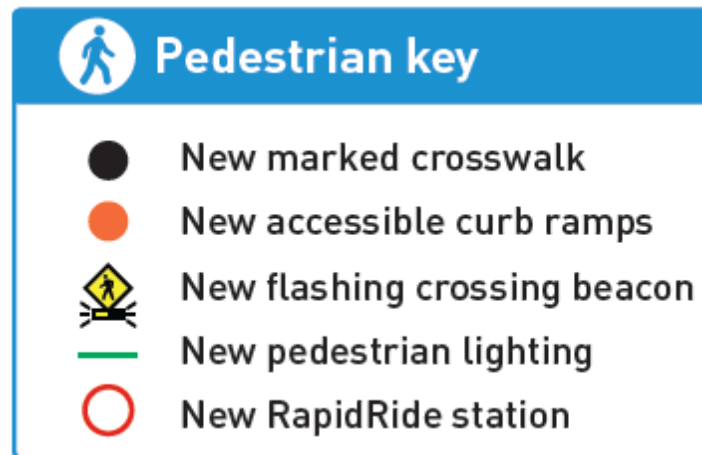 Pedestrian key
New marked crosswalk
New accessible curb ramps
New flashing crossing beacon
New pedestrian lighting
New RapidRide station